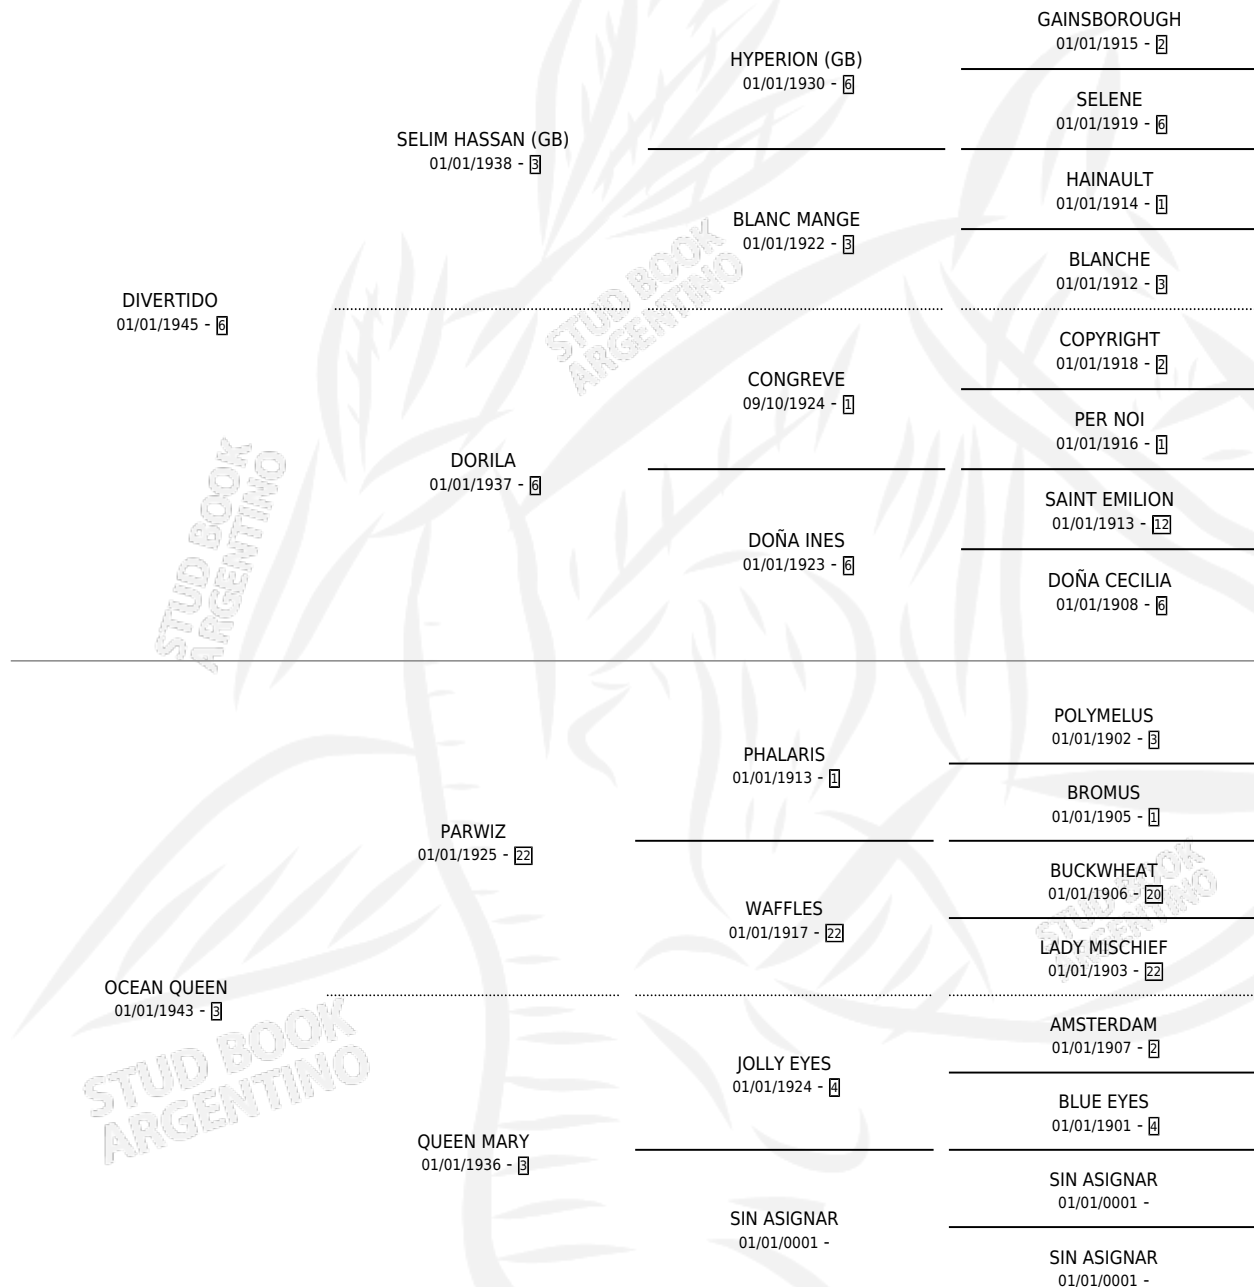 GAINSBOROUGH
01/01/1915 - 2
HYPERION (GB)
01/01/1930 - 6
SELENE
01/01/1919 - 6
SELIM HASSAN (GB)
01/01/1938 - 3
HAINAULT
01/01/1914 - 1
BLANC MANGE
01/01/1922 - 3
BLANCHE
01/01/1912 - 3
DIVERTIDO
01/01/1945 - 6
COPYRIGHT
01/01/1918 - 2
CONGREVE
09/10/1924 - 1
PER NOI
01/01/1916 - 1
DORILA
01/01/1937 - 6
SAINT EMILION
01/01/1913 - 12
DOÑA INES
01/01/1923 - 6
DOÑA CECILIA
01/01/1908 - 6
POLYMELUS
01/01/1902 - 3
PHALARIS
01/01/1913 - 1
BROMUS
01/01/1905 - 1
PARWIZ
01/01/1925 - 22
BUCKWHEAT
01/01/1906 - 20
WAFFLES
01/01/1917 - 22
LADY MISCHIEF
01/01/1903 - 22
OCEAN QUEEN
01/01/1943 - 3
AMSTERDAM
01/01/1907 - 2
JOLLY EYES
01/01/1924 - 4
BLUE EYES
01/01/1901 - 4
QUEEN MARY
01/01/1936 - 3
SIN ASIGNAR
01/01/0001 -
SIN ASIGNAR
01/01/0001 -
SIN ASIGNAR
01/01/0001 -
STUD BOOK
ARGENTINO
STUD BOOK
ARGENTINO
STUD BOOK
ARGENTINO
STUD BOOK
ARGENTINO